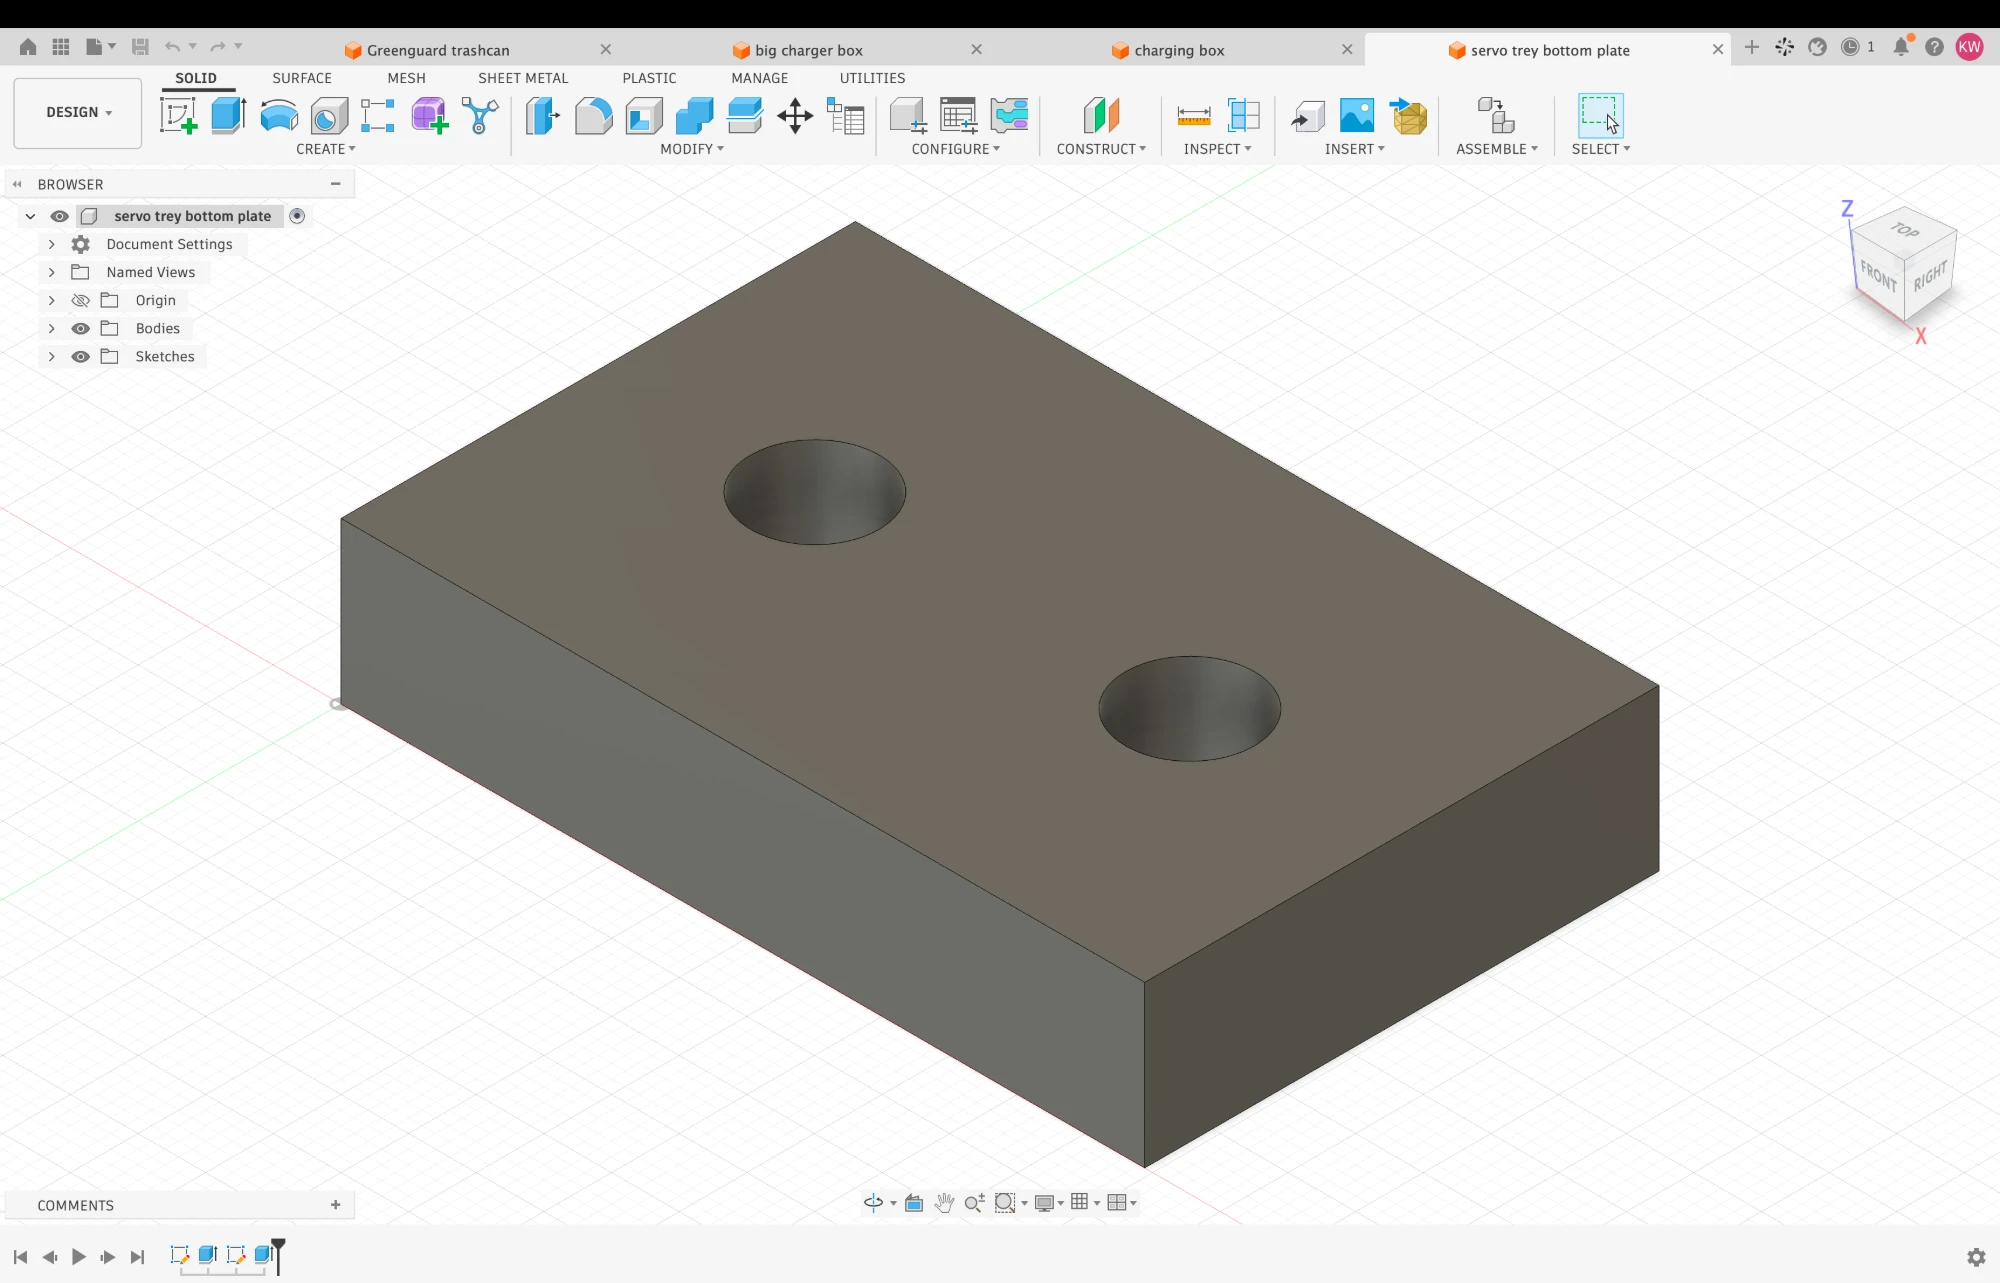 Greenguard trashcan
big charger box
charging box
servo trey bottom plate
1
KW
SOLID
SURFACE
MESH
SHEET METAL
PLASTIC
MANAGE
UTILITIES
DESIGN
CREATE
MODIFY
CONFIGURE
CONSTRUCT
INSPECT
INSERT
ASSEMBLE
SELECT
BROWSER
servo trey bottom plate
Document Settings
Named Views
Origin
Bodies
Sketches
Z
TOP
FRONT
RIGHT
X
COMMENTS